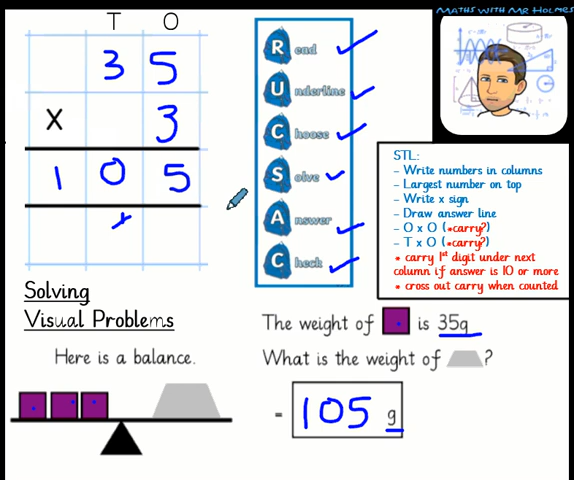 MATHS WITH MR HOLMES
T O
3 5
x 3
1 0 5
1
Read
Underline
Choose
Solve
Answer
Check
STL:
- Write numbers in columns
- Largest number on top
- Write x sign
- Draw answer line
- O x O (*carry?)
- T x O (*carry?)
* carry 1st digit under next
column if answer is 10 or more
* cross out carry when counted
Solving
Visual Problems
Here is a balance.
The weight of is 35g
What is the weight of ?
= 105 g